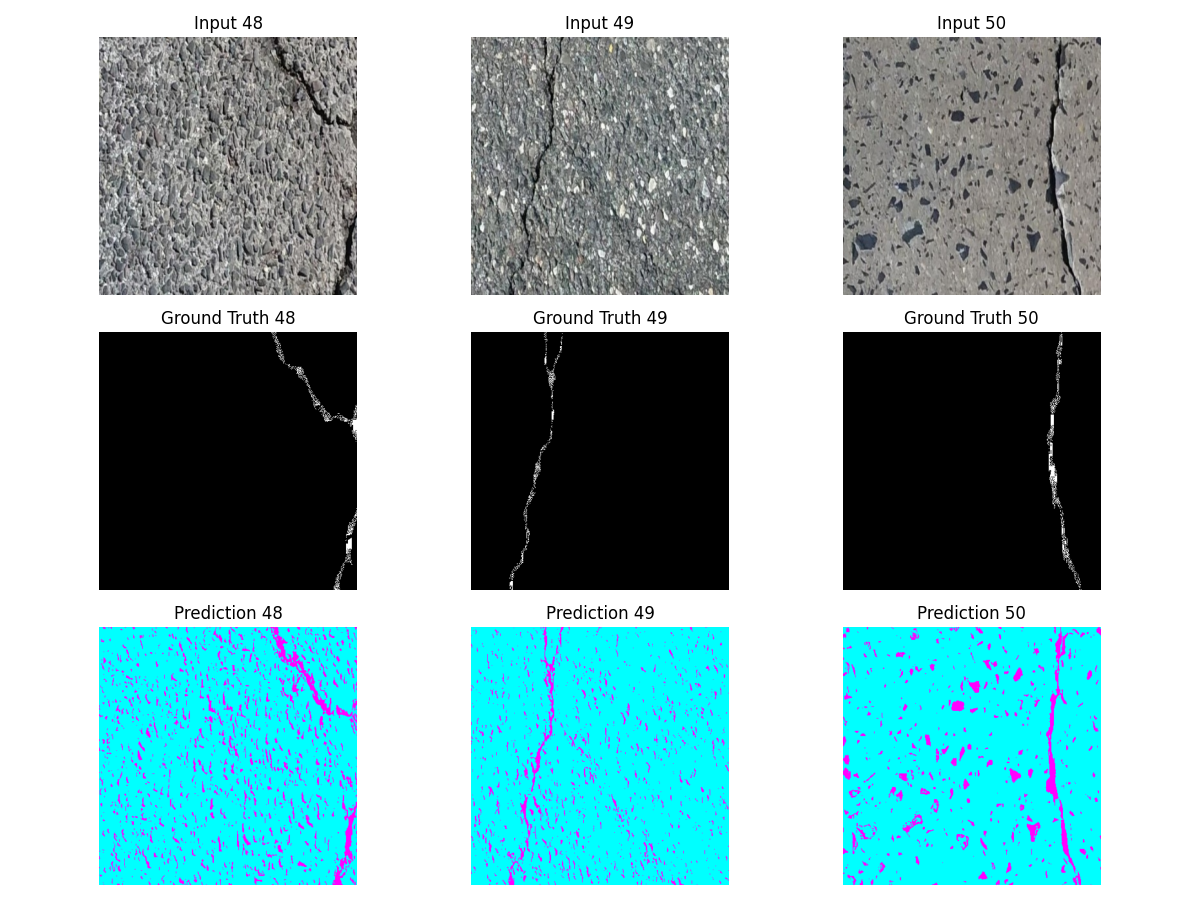 Input 48
Input 49
Input 50
Ground Truth 48
Ground Truth 49
Ground Truth 50
Prediction 48
Prediction 49
Prediction 50